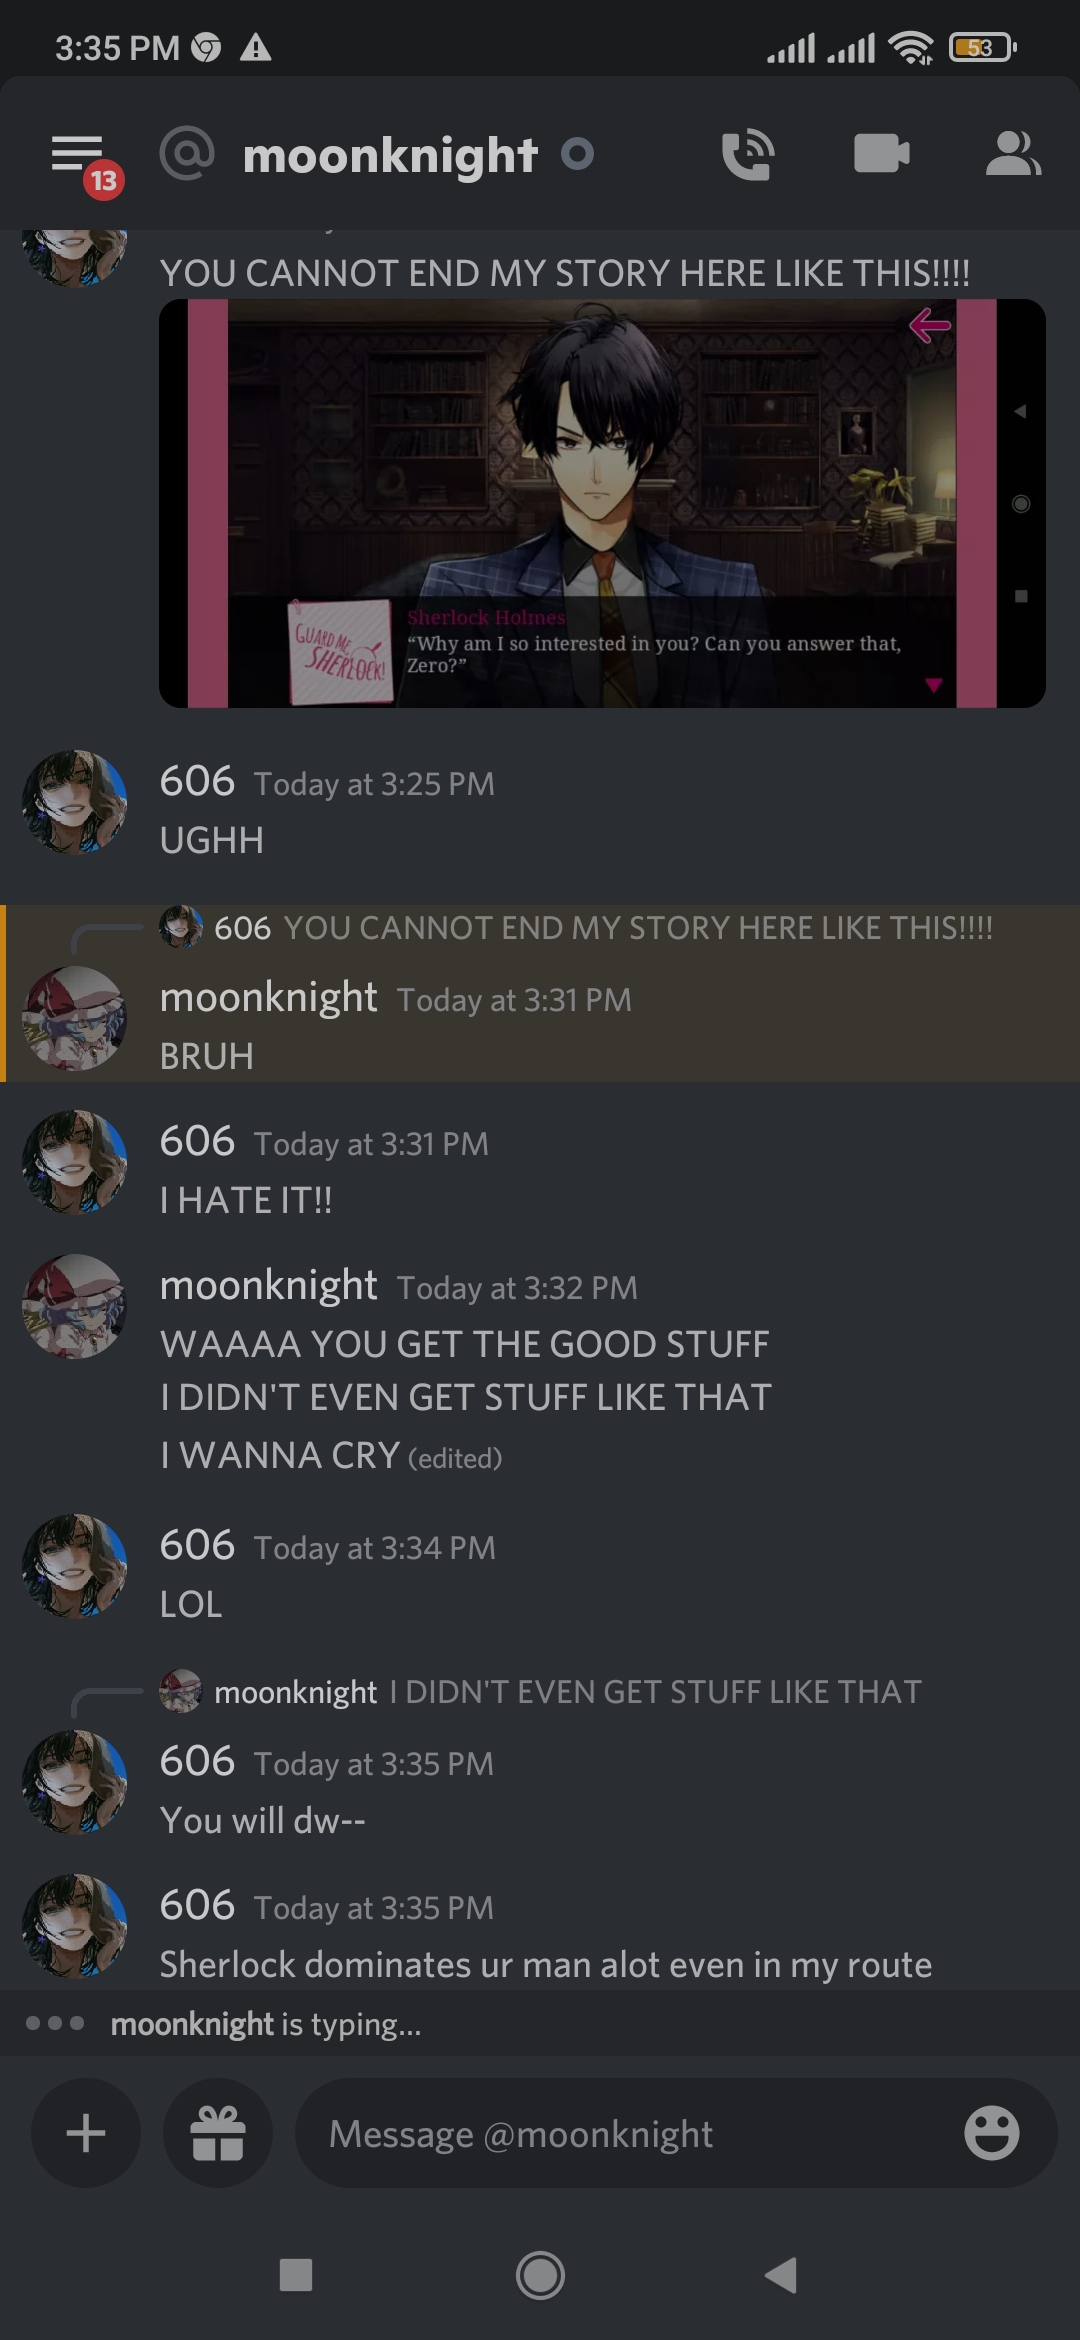 3:35 PM
53
13
moonknight
YOU CANNOT END MY STORY HERE LIKE THIS!!!!
GUARD ME,
SHERLOCK!
Sherlock Holmes
“Why am I so interested in you? Can you answer that,
Zero?”
606 Today at 3:25 PM
UGHH
606 YOU CANNOT END MY STORY HERE LIKE THIS!!!!
moonknight Today at 3:31 PM
BRUH
606 Today at 3:31 PM
I HATE IT!!
moonknight Today at 3:32 PM
WAAAA YOU GET THE GOOD STUFF
I DIDN'T EVEN GET STUFF LIKE THAT
I WANNA CRY (edited)
606 Today at 3:34 PM
LOL
moonknight I DIDN'T EVEN GET STUFF LIKE THAT
606 Today at 3:35 PM
You will dw--
606 Today at 3:35 PM
Sherlock dominates ur man alot even in my route
moonknight is typing...
Message @moonknight